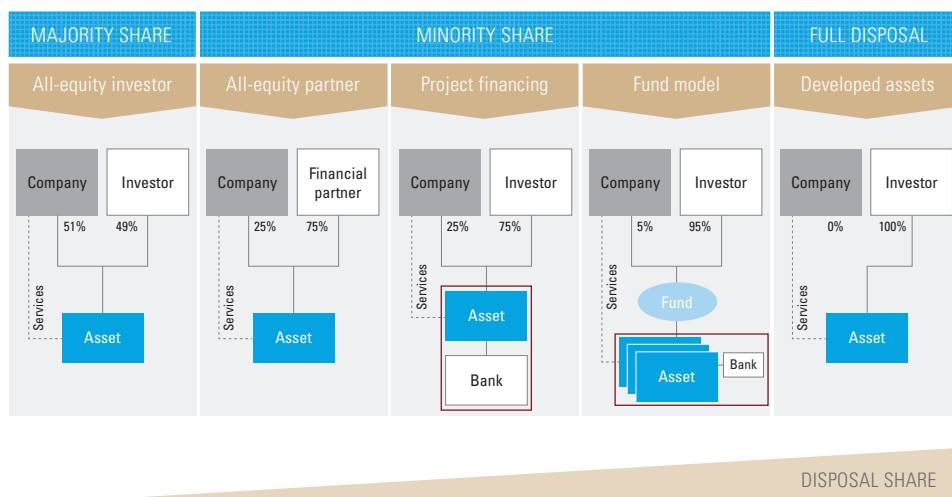 MAJORITY SHARE
MINORITY SHARE
FULL DISPOSAL
All-equity investor
All-equity partner
Project financing
Fund model
Developed assets
Company
Investor
51%
49%
Services
Asset
Company
Financial
partner
25%
75%
Services
Asset
Company
Investor
25%
75%
Services
Asset
Bank
Company
Investor
5%
95%
Services
Fund
Asset
Bank
Company
Investor
0%
100%
Services
Asset
DISPOSAL SHARE